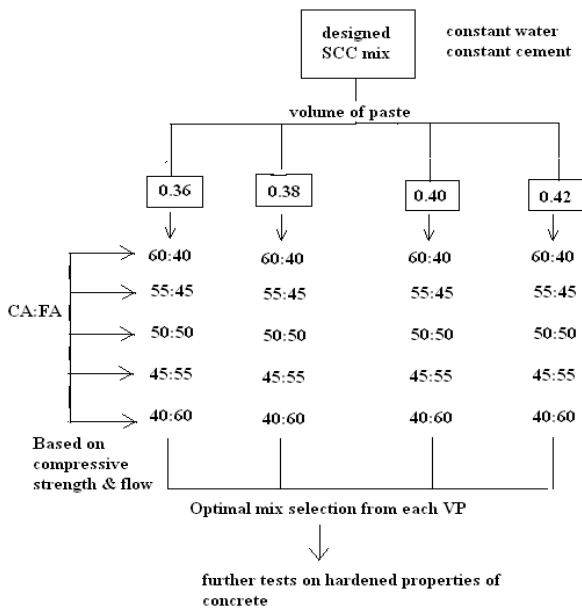 designed
SCC mix
constant water
constant cement
volume of paste
0.36 0.38 0.40 0.42
60:40 60:40 60:40 60:40
55:45 55:45 55:45 55:45
CA:FA
50:50 50:50 50:50 50:50
45:55 45:55 45:55 45:55
40:60 40:60 40:60 40:60
Based on
compressive
strength & flow
Optimal mix selection from each VP
further tests on hardened properties of
concrete